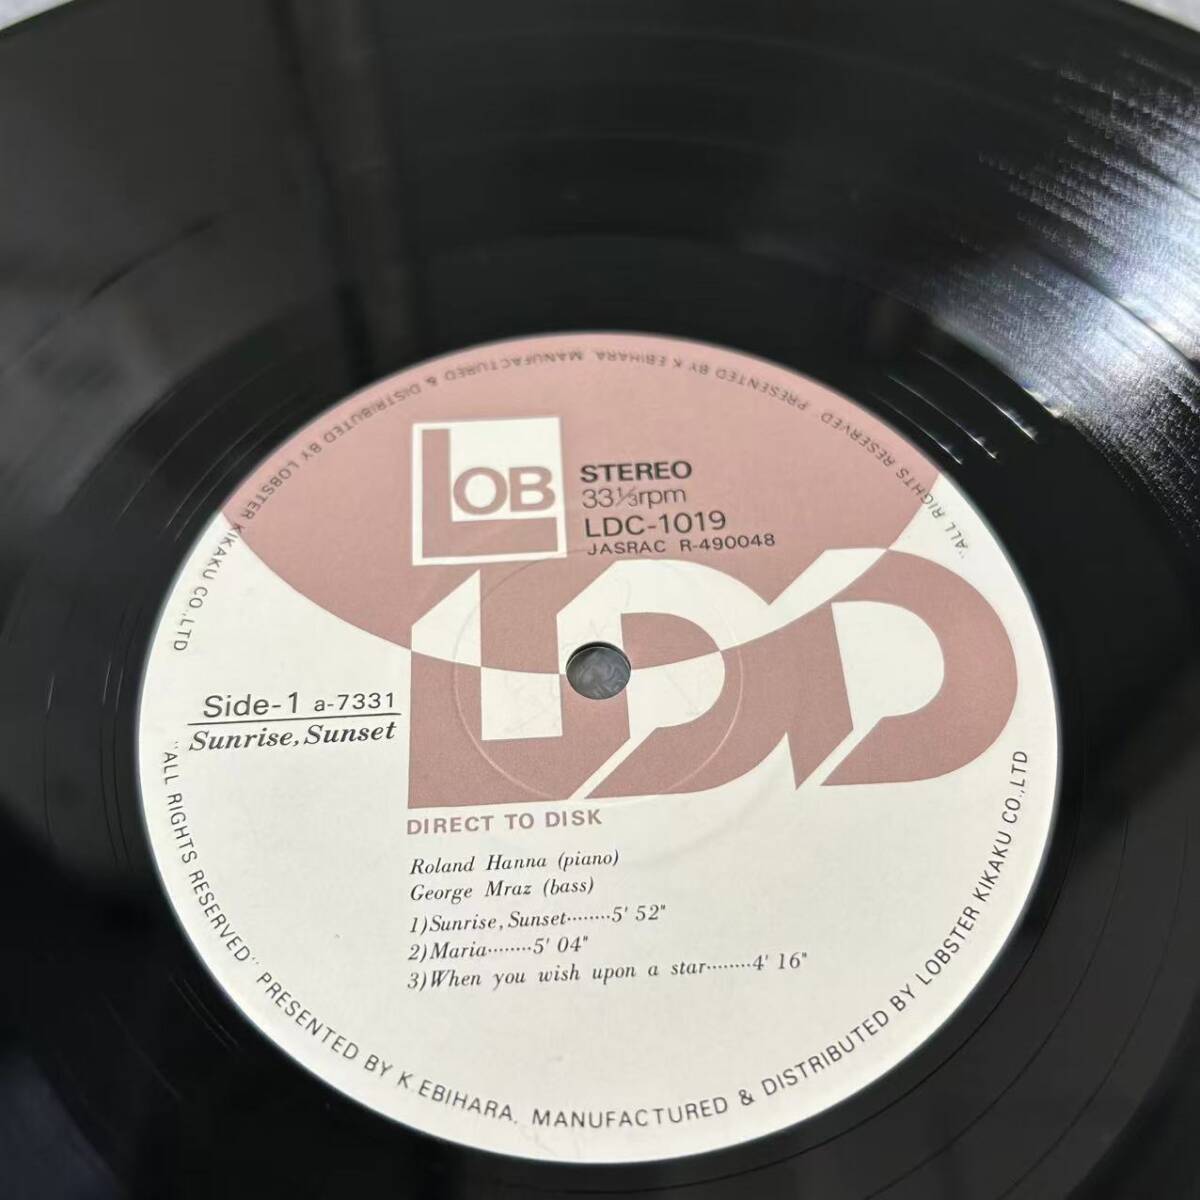 LOB
STEREO
33⅓rpm
LDC-1019
JASRAC R-490048
LDD
Side-1 a-7331
Sunrise, Sunset
DIRECT TO DISK
Roland Hanna (piano)
George Mraz (bass)
1)Sunrise, Sunset········5' 52"
2)Maria········5' 04"
3)When you wish upon a star········4' 16"
"ALL RIGHTS RESERVED" PRESENTED BY K EBIHARA. MANUFACTURED & DISTRIBUTED BY LOBSTER KIKAKU CO.,LTD
"ALL RIGHTS RESERVED PRESENTED BY K EBIHARA. MANUFACTURED & DISTRIBUTED BY LOBSTER KIKAKU CO.,LTD